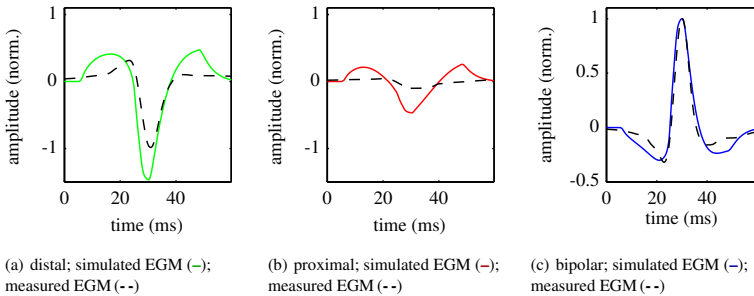 1
0
-1
amplitude (norm.)
0
20
40
time (ms)
(a) distal; simulated EGM (–);
measured EGM (- -)
1
0
-1
amplitude (norm.)
0
20
40
time (ms)
(b) proximal; simulated EGM (–);
measured EGM (- -)
1
0.5
0
-0.5
amplitude (norm.)
0
20
40
time (ms)
(c) bipolar; simulated EGM (–);
measured EGM (- -)